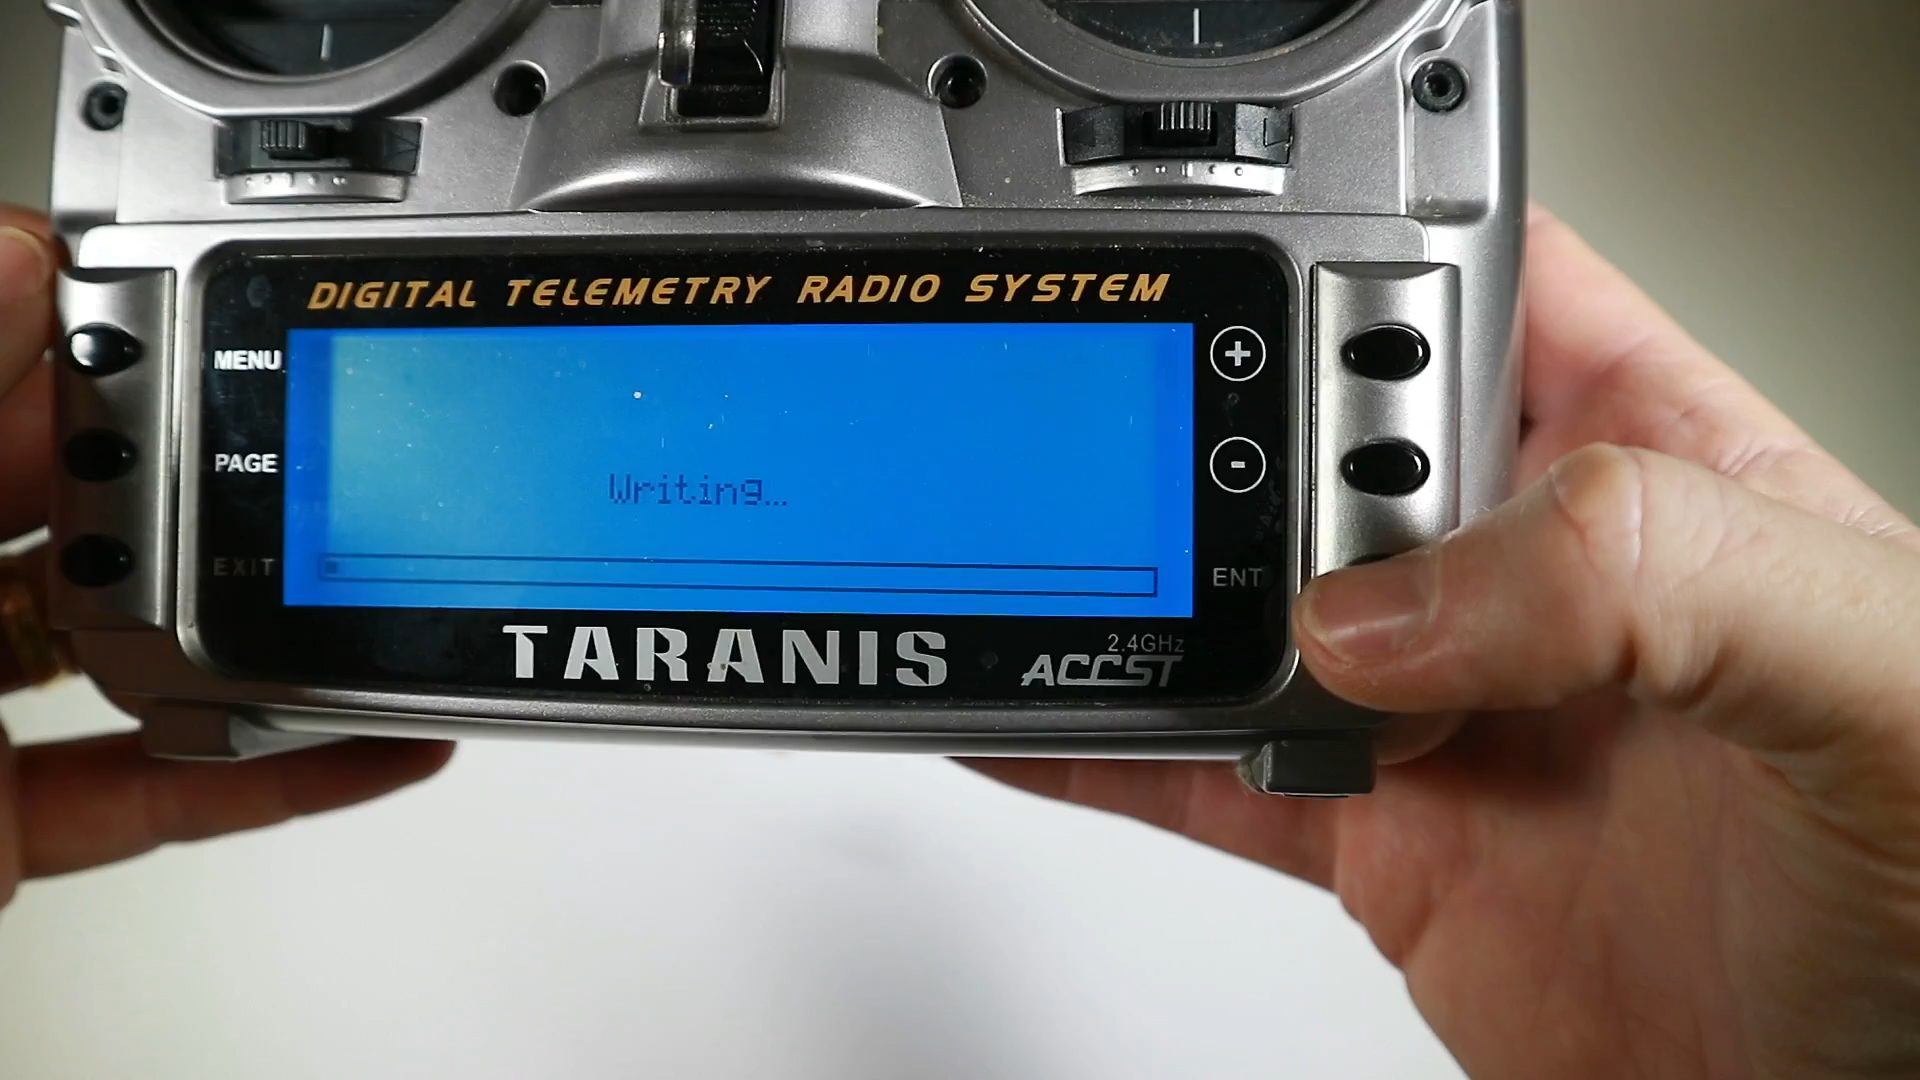 DIGITAL TELEMETRY RADIO SYSTEM
MENU
+
PAGE
-
Writing...
EXIT
ENT
TARANIS
2.4GHz
ACCST